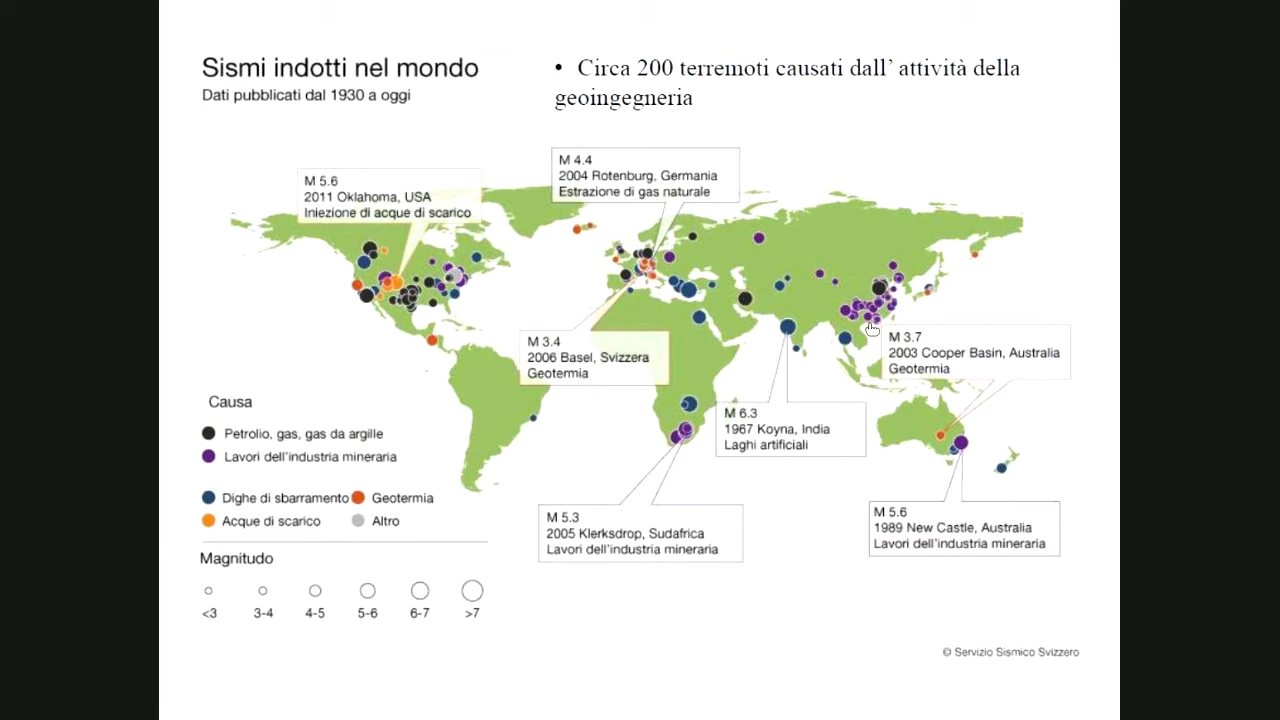 Sismi indotti nel mondo
Dati pubblicati dal 1930 a oggi
• Circa 200 terremoti causati dall’ attività della
geoingegneria
M 5.6
2011 Oklahoma, USA
Iniezione di acque di scarico
M 4.4
2004 Rotenburg, Germania
Estrazione di gas naturale
M 3.4
2006 Basel, Svizzera
Geotermia
M 3.7
2003 Cooper Basin, Australia
Geotermia
M 6.3
1967 Koyna, India
Laghi artificiali
M 5.3
2005 Klerksdrop, Sudafrica
Lavori dell'industria mineraria
M 5.6
1989 New Castle, Australia
Lavori dell'industria mineraria
Causa
Petrolio, gas, gas da argille
Lavori dell'industria mineraria
Dighe di sbarramento
Geotermia
Acque di scarico
Altro
Magnitudo
<3 3-4 4-5 5-6 6-7 >7
© Servizio Sismico Svizzero